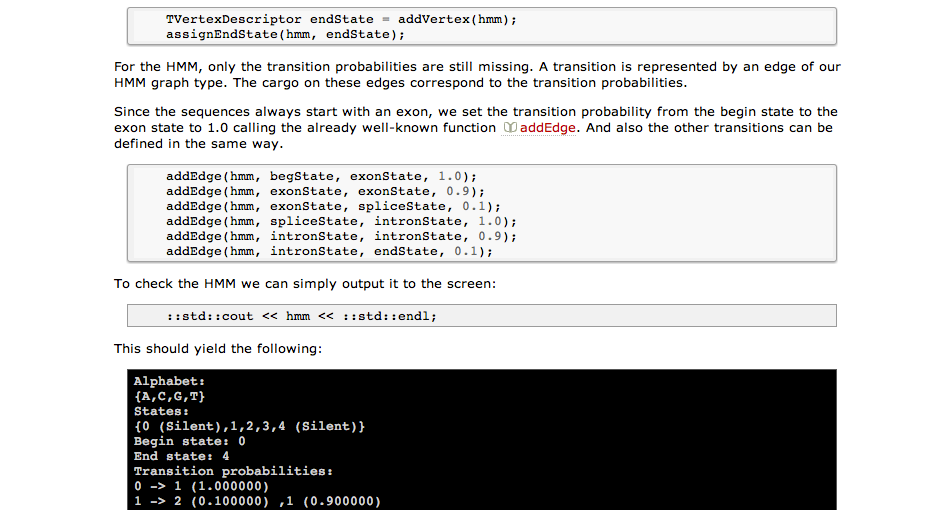 TVertexDescriptor endState = addVertex(hmm);
assignEndState(hmm, endState);
For the HMM, only the transition probabilities are still missing. A transition is represented by an edge of our
HMM graph type. The cargo on these edges correspond to the transition probabilities.
Since the sequences always start with an exon, we set the transition probability from the begin state to the
exon state to 1.0 calling the already well-known function addEdge. And also the other transitions can be
defined in the same way.
addEdge(hmm, begState, exonState, 1.0);
addEdge(hmm, exonState, exonState, 0.9);
addEdge(hmm, exonState, spliceState, 0.1);
addEdge(hmm, spliceState, intronState, 1.0);
addEdge(hmm, intronState, intronState, 0.9);
addEdge(hmm, intronState, endState, 0.1);
To check the HMM we can simply output it to the screen:
::std::cout << hmm << ::std::endl;
This should yield the following:
Alphabet:
{A,C,G,T}
States:
{0 (Silent),1,2,3,4 (Silent)}
Begin state: 0
End state: 4
Transition probabilities:
0 -> 1 (1.000000)
1 -> 2 (0.100000) ,1 (0.900000)